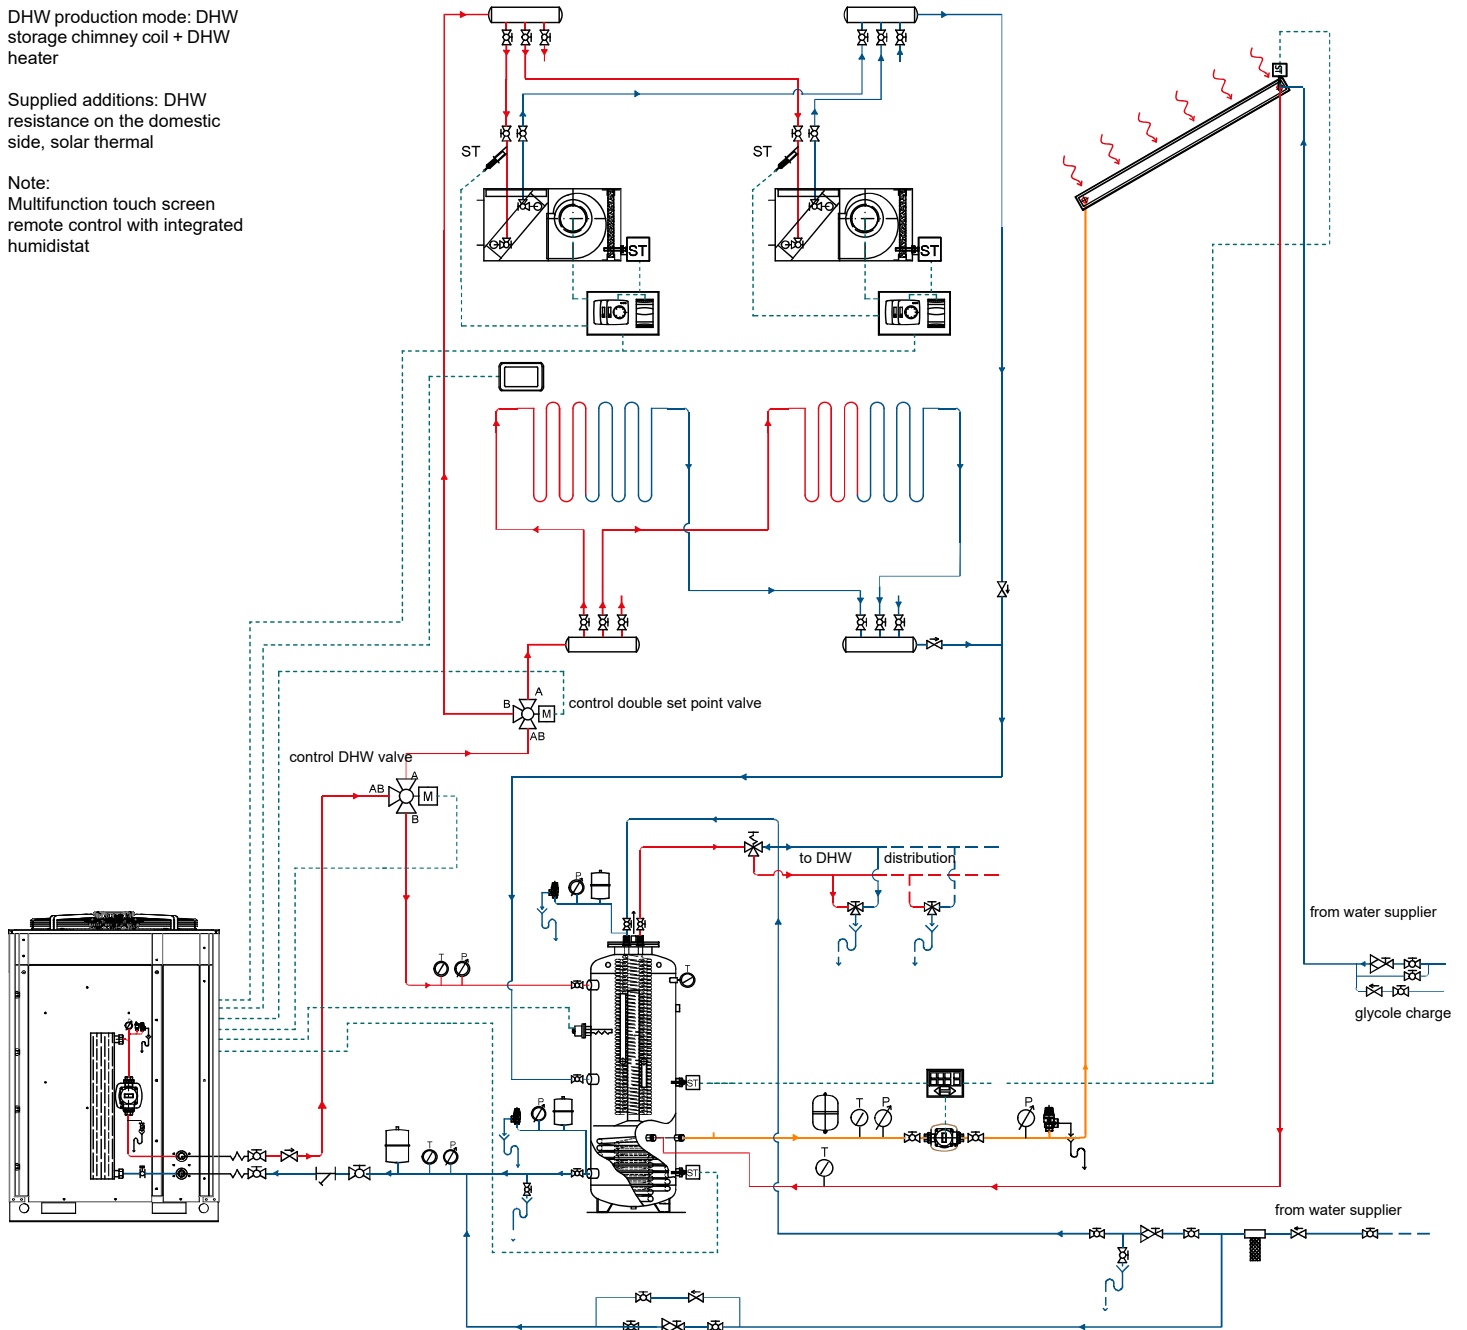 DHW production mode: DHW
storage chimney coil + DHW
heater
Supplied additions: DHW
resistance on the domestic
side, solar thermal
Note:
Multifunction touch screen
remote control with integrated
humidistat
ST
ST
ST
ST
ST
A
B
M
control double set point valve
AB
control DHW valve
A
AB
M
B
to DHW
distribution
P
from water supplier
T
P
T
glycole charge
ST
P
T
P
P
T
P
T
ST
from water supplier